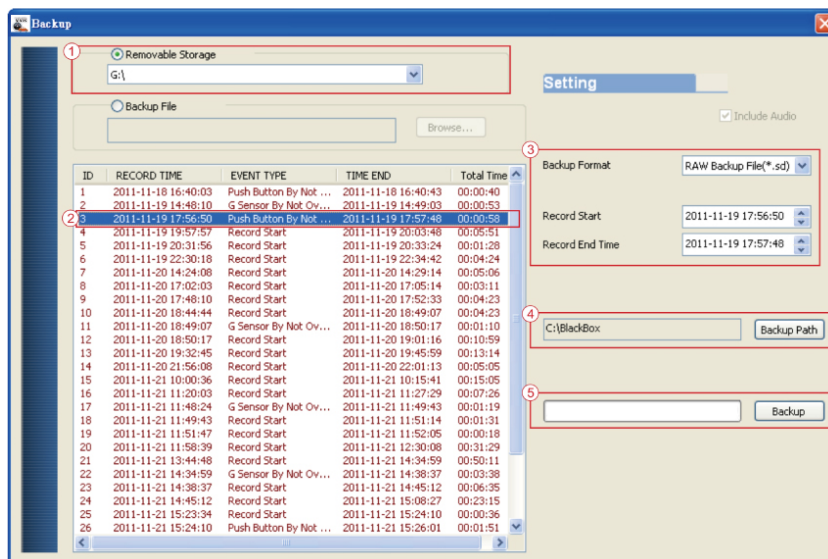 Backup
① Removable Storage
G:\
Backup File
Browse...
Setting
Include Audio
③
Backup Format RAW Backup File(*.sd)
Record Start 2011-11-19 17:56:50
Record End Time 2011-11-19 17:57:48
④
C:\BlackBox Backup Path
⑤
Backup
ID RECORD TIME EVENT TYPE TIME END Total Time
1 2011-11-18 16:40:03 Push Button By Not ... 2011-11-18 16:40:43 00:00:40
2 2011-11-19 14:48:10 G Sensor By Not Ov... 2011-11-19 14:49:03 00:00:53
② 3 2011-11-19 17:56:50 Push Button By Not ... 2011-11-19 17:57:48 00:00:58
4 2011-11-19 19:57:57 Record Start 2011-11-19 20:03:48 00:05:51
5 2011-11-19 20:31:56 Record Start 2011-11-19 20:33:24 00:01:28
6 2011-11-19 22:30:18 Record Start 2011-11-19 22:34:42 00:04:24
7 2011-11-20 14:24:08 Record Start 2011-11-20 14:29:14 00:05:06
8 2011-11-20 17:02:03 Record Start 2011-11-20 17:05:14 00:03:11
9 2011-11-20 17:48:10 Record Start 2011-11-20 17:52:33 00:04:23
10 2011-11-20 18:44:44 Record Start 2011-11-20 18:49:07 00:04:23
11 2011-11-20 18:49:07 G Sensor By Not Ov... 2011-11-20 18:50:17 00:01:10
12 2011-11-20 18:50:17 Record Start 2011-11-20 19:01:16 00:10:59
13 2011-11-20 19:32:45 Record Start 2011-11-20 19:45:59 00:13:14
14 2011-11-20 21:56:08 Record Start 2011-11-20 22:01:13 00:05:05
15 2011-11-21 10:00:36 Record Start 2011-11-21 10:15:41 00:15:05
16 2011-11-21 11:20:03 Record Start 2011-11-21 11:27:29 00:07:26
17 2011-11-21 11:48:24 G Sensor By Not Ov... 2011-11-21 11:49:43 00:01:19
18 2011-11-21 11:49:43 Record Start 2011-11-21 11:51:14 00:01:31
19 2011-11-21 11:51:47 Record Start 2011-11-21 11:52:05 00:00:18
20 2011-11-21 11:58:39 Record Start 2011-11-21 12:30:08 00:31:29
21 2011-11-21 13:44:48 Record Start 2011-11-21 14:34:59 00:50:11
22 2011-11-21 14:34:59 G Sensor By Not Ov... 2011-11-21 14:38:37 00:03:38
23 2011-11-21 14:38:37 Record Start 2011-11-21 14:45:12 00:06:35
24 2011-11-21 14:45:12 Record Start 2011-11-21 15:08:27 00:23:15
25 2011-11-21 15:23:34 Record Start 2011-11-21 15:24:10 00:00:36
26 2011-11-21 15:24:10 Push Button By Not ... 2011-11-21 15:26:01 00:01:51